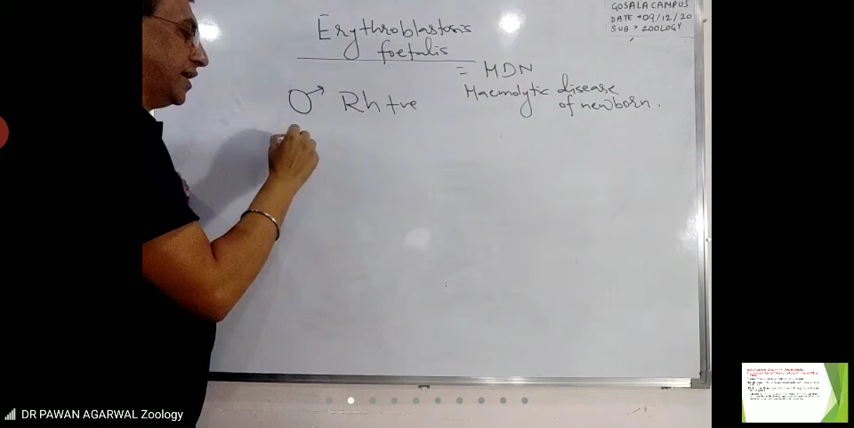 Erythroblastosis
foetalis
= HDN
Haemolytic disease
of newborn.
Rh +ve
GOSALA CAMPUS
DATE • 09/12/20
SUB • ZOOLOGY
DR PAWAN AGARWAL Zoology